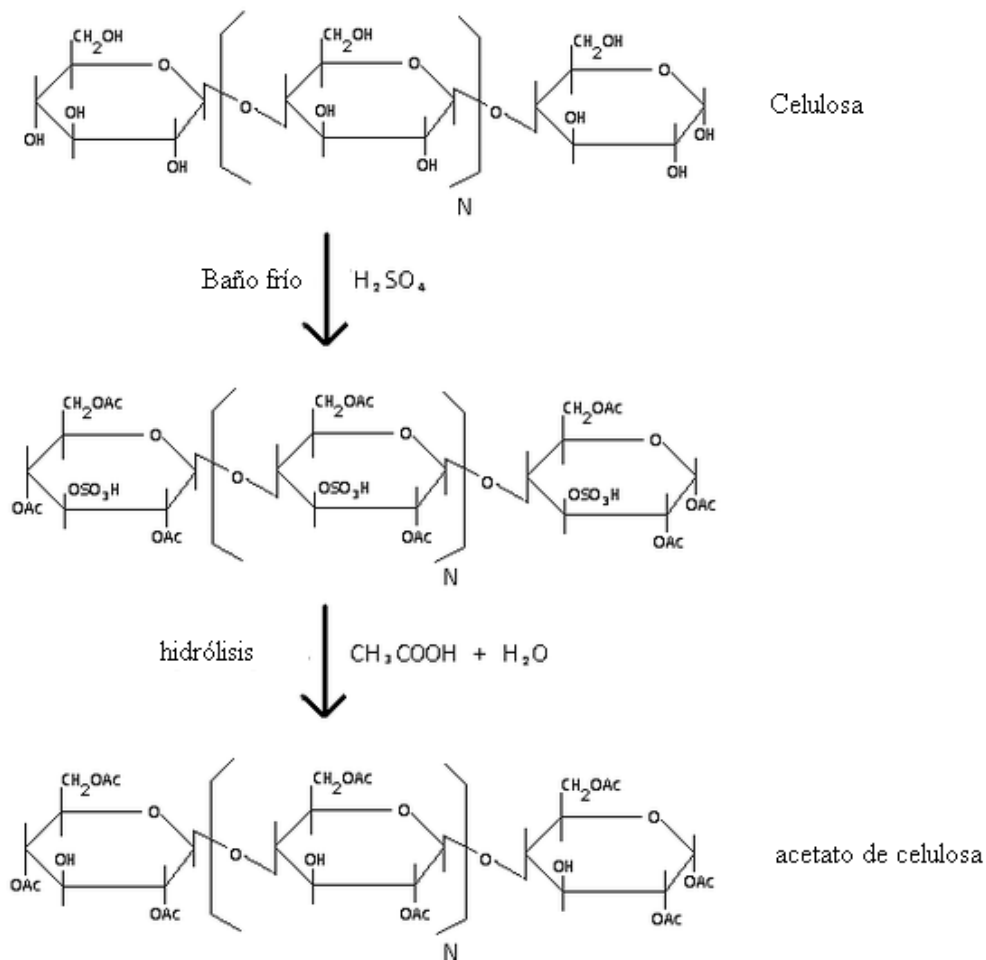 CH2OH CH2OH CH2OH
O O O
OH O OH O OH
OH OH OH OH OH
N
Celulosa
Baño frío H2SO4
CH2OAc CH2OAc CH2OAc
O O O
OSO3H O OSO3H O OSO3H
OAc OAc OAc OAc OAc
N
hidrólisis CH3COOH + H2O
CH2OAc CH2OAc CH2OAc
O O O
OH O OH O OH
OAc OAc OAc OAc OAc
N
acetato de celulosa